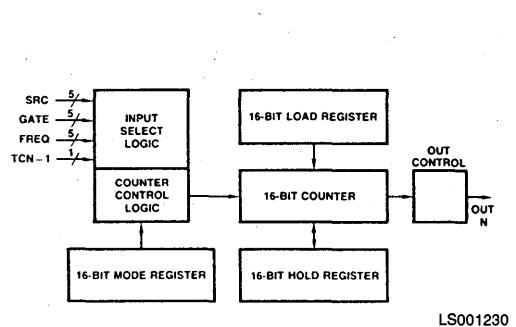 SRC
5
GATE
5
FREQ
5
TCN-1
1
INPUT
SELECT
LOGIC
COUNTER
CONTROL
LOGIC
16-BIT MODE REGISTER
16-BIT LOAD REGISTER
16-BIT COUNTER
16-BIT HOLD REGISTER
OUT
CONTROL
OUT
N
LS001230